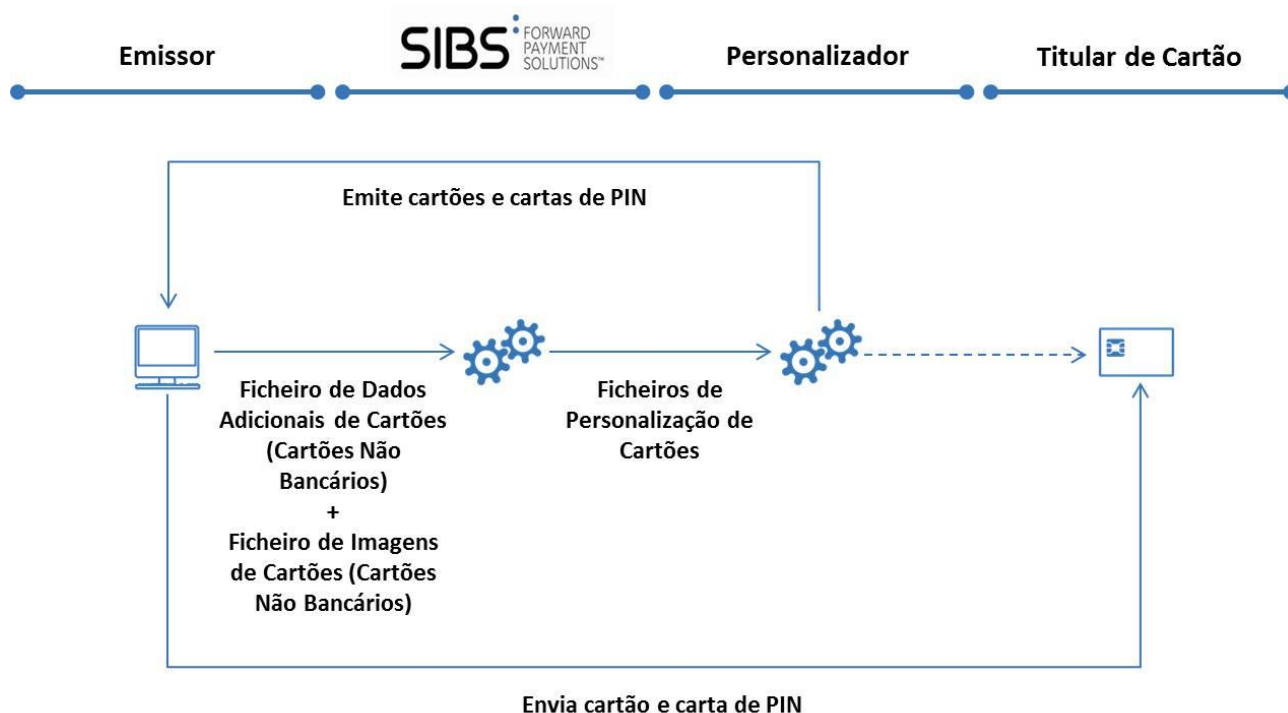 Emissor
SIBS FORWARD
PAYMENT
SOLUTIONS™
Personalizador
Titular de Cartão
Emite cartões e cartas de PIN
Ficheiro de Dados
Adicionais de Cartões
(Cartões Não
Bancários)
+
Ficheiro de Imagens
de Cartões (Cartões
Não Bancários)
Ficheiros de
Personalização de
Cartões
Envia cartão e carta de PIN